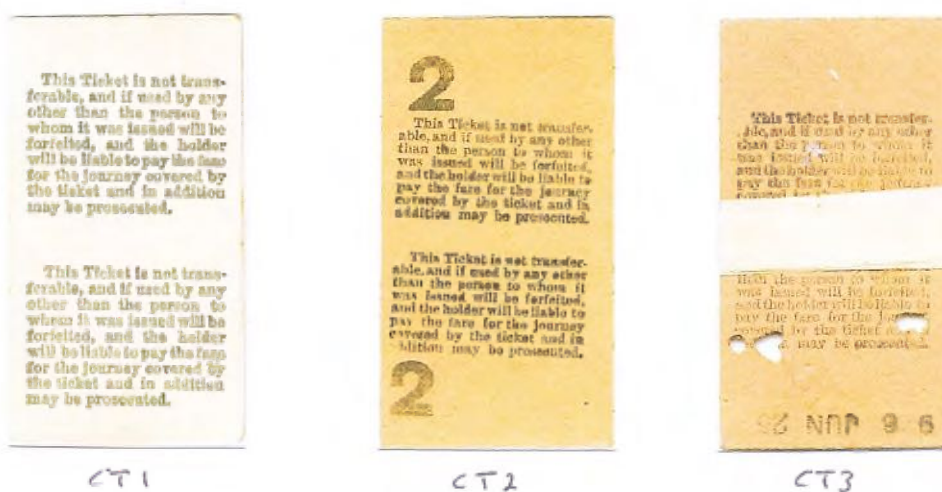 This Ticket is not trans-
ferable, and if used by any
other than the person to
whom it was issued will be
forfeited, and the holder
will be liable to pay the fare
for the journey covered by
the ticket and in addition
may be prosecuted.
This Ticket is not trans-
ferable, and if used by any
other than the person to
whom it was issued will be
forfeited, and the holder
will be liable to pay the fare
for the journey covered by
the ticket and in addition
may be prosecuted.
CT1
2
This Ticket is not transfer-
able, and if used by any other
than the person to whom it
was issued will be forfeited,
and the holder will be liable to
pay the fare for the journey
covered by the ticket and in
addition may be prosecuted.
This Ticket is not transfer-
able, and if used by any other
than the person to whom it
was issued will be forfeited,
and the holder will be liable to
pay the fare for the journey
covered by the ticket and in
addition may be prosecuted.
2
CT2
This Ticket is not transfer-
able, and if used by any other
than the person to whom it
was issued will be forfeited,
and the holder will be liable to
pay the fare for the journey
than the person to whom it
was issued will be forfeited,
and the holder will be liable to
pay the fare for the
covered by the ticket
may be prosecuted.
JUN
CT3